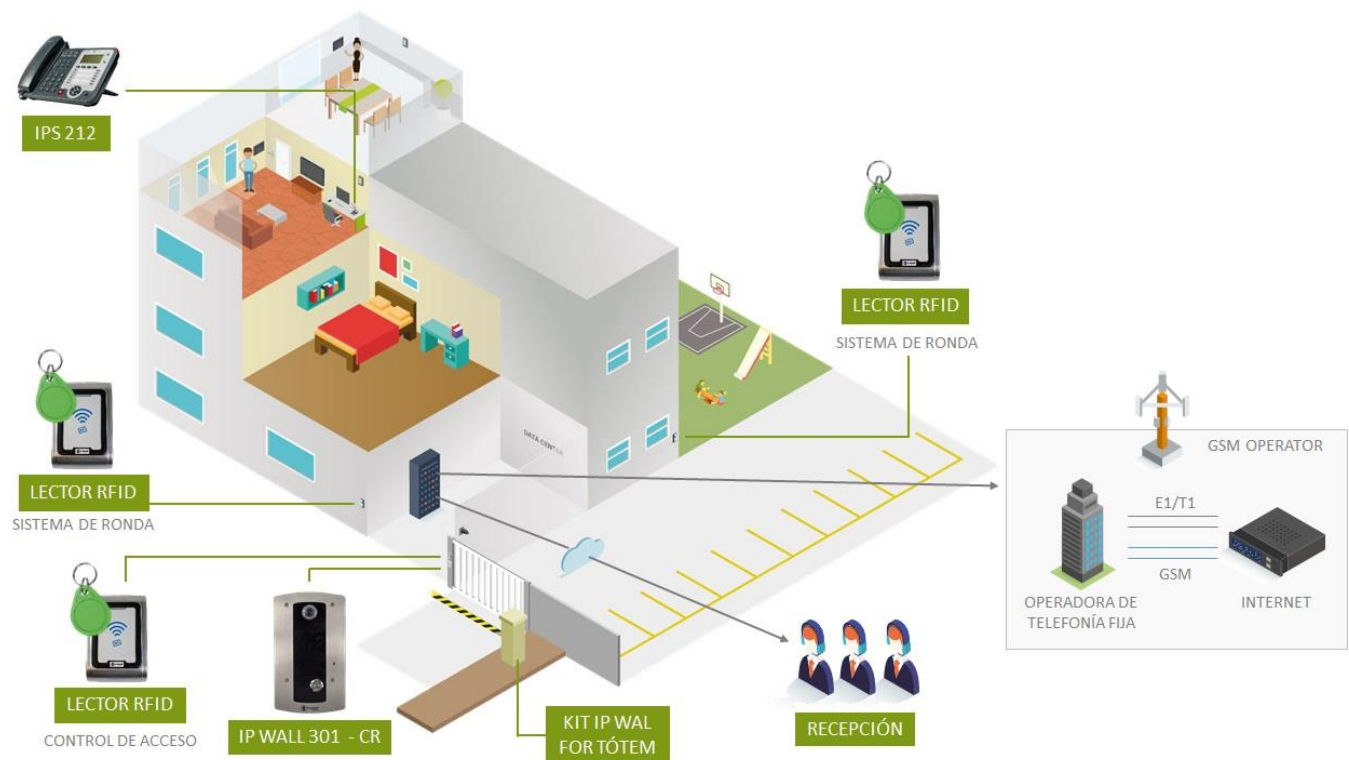 IPS 212
LECTOR RFID
SISTEMA DE RONDA
DATA CENTER
LECTOR RFID
SISTEMA DE RONDA
GSM OPERATOR
E1/T1
GSM
OPERADORA DE
TELEFONÍA FIJA
INTERNET
LECTOR RFID
CONTROL DE ACCESO
IP WALL 301 - CR
KIT IP WAL
FOR TÓTEM
RECEPCIÓN